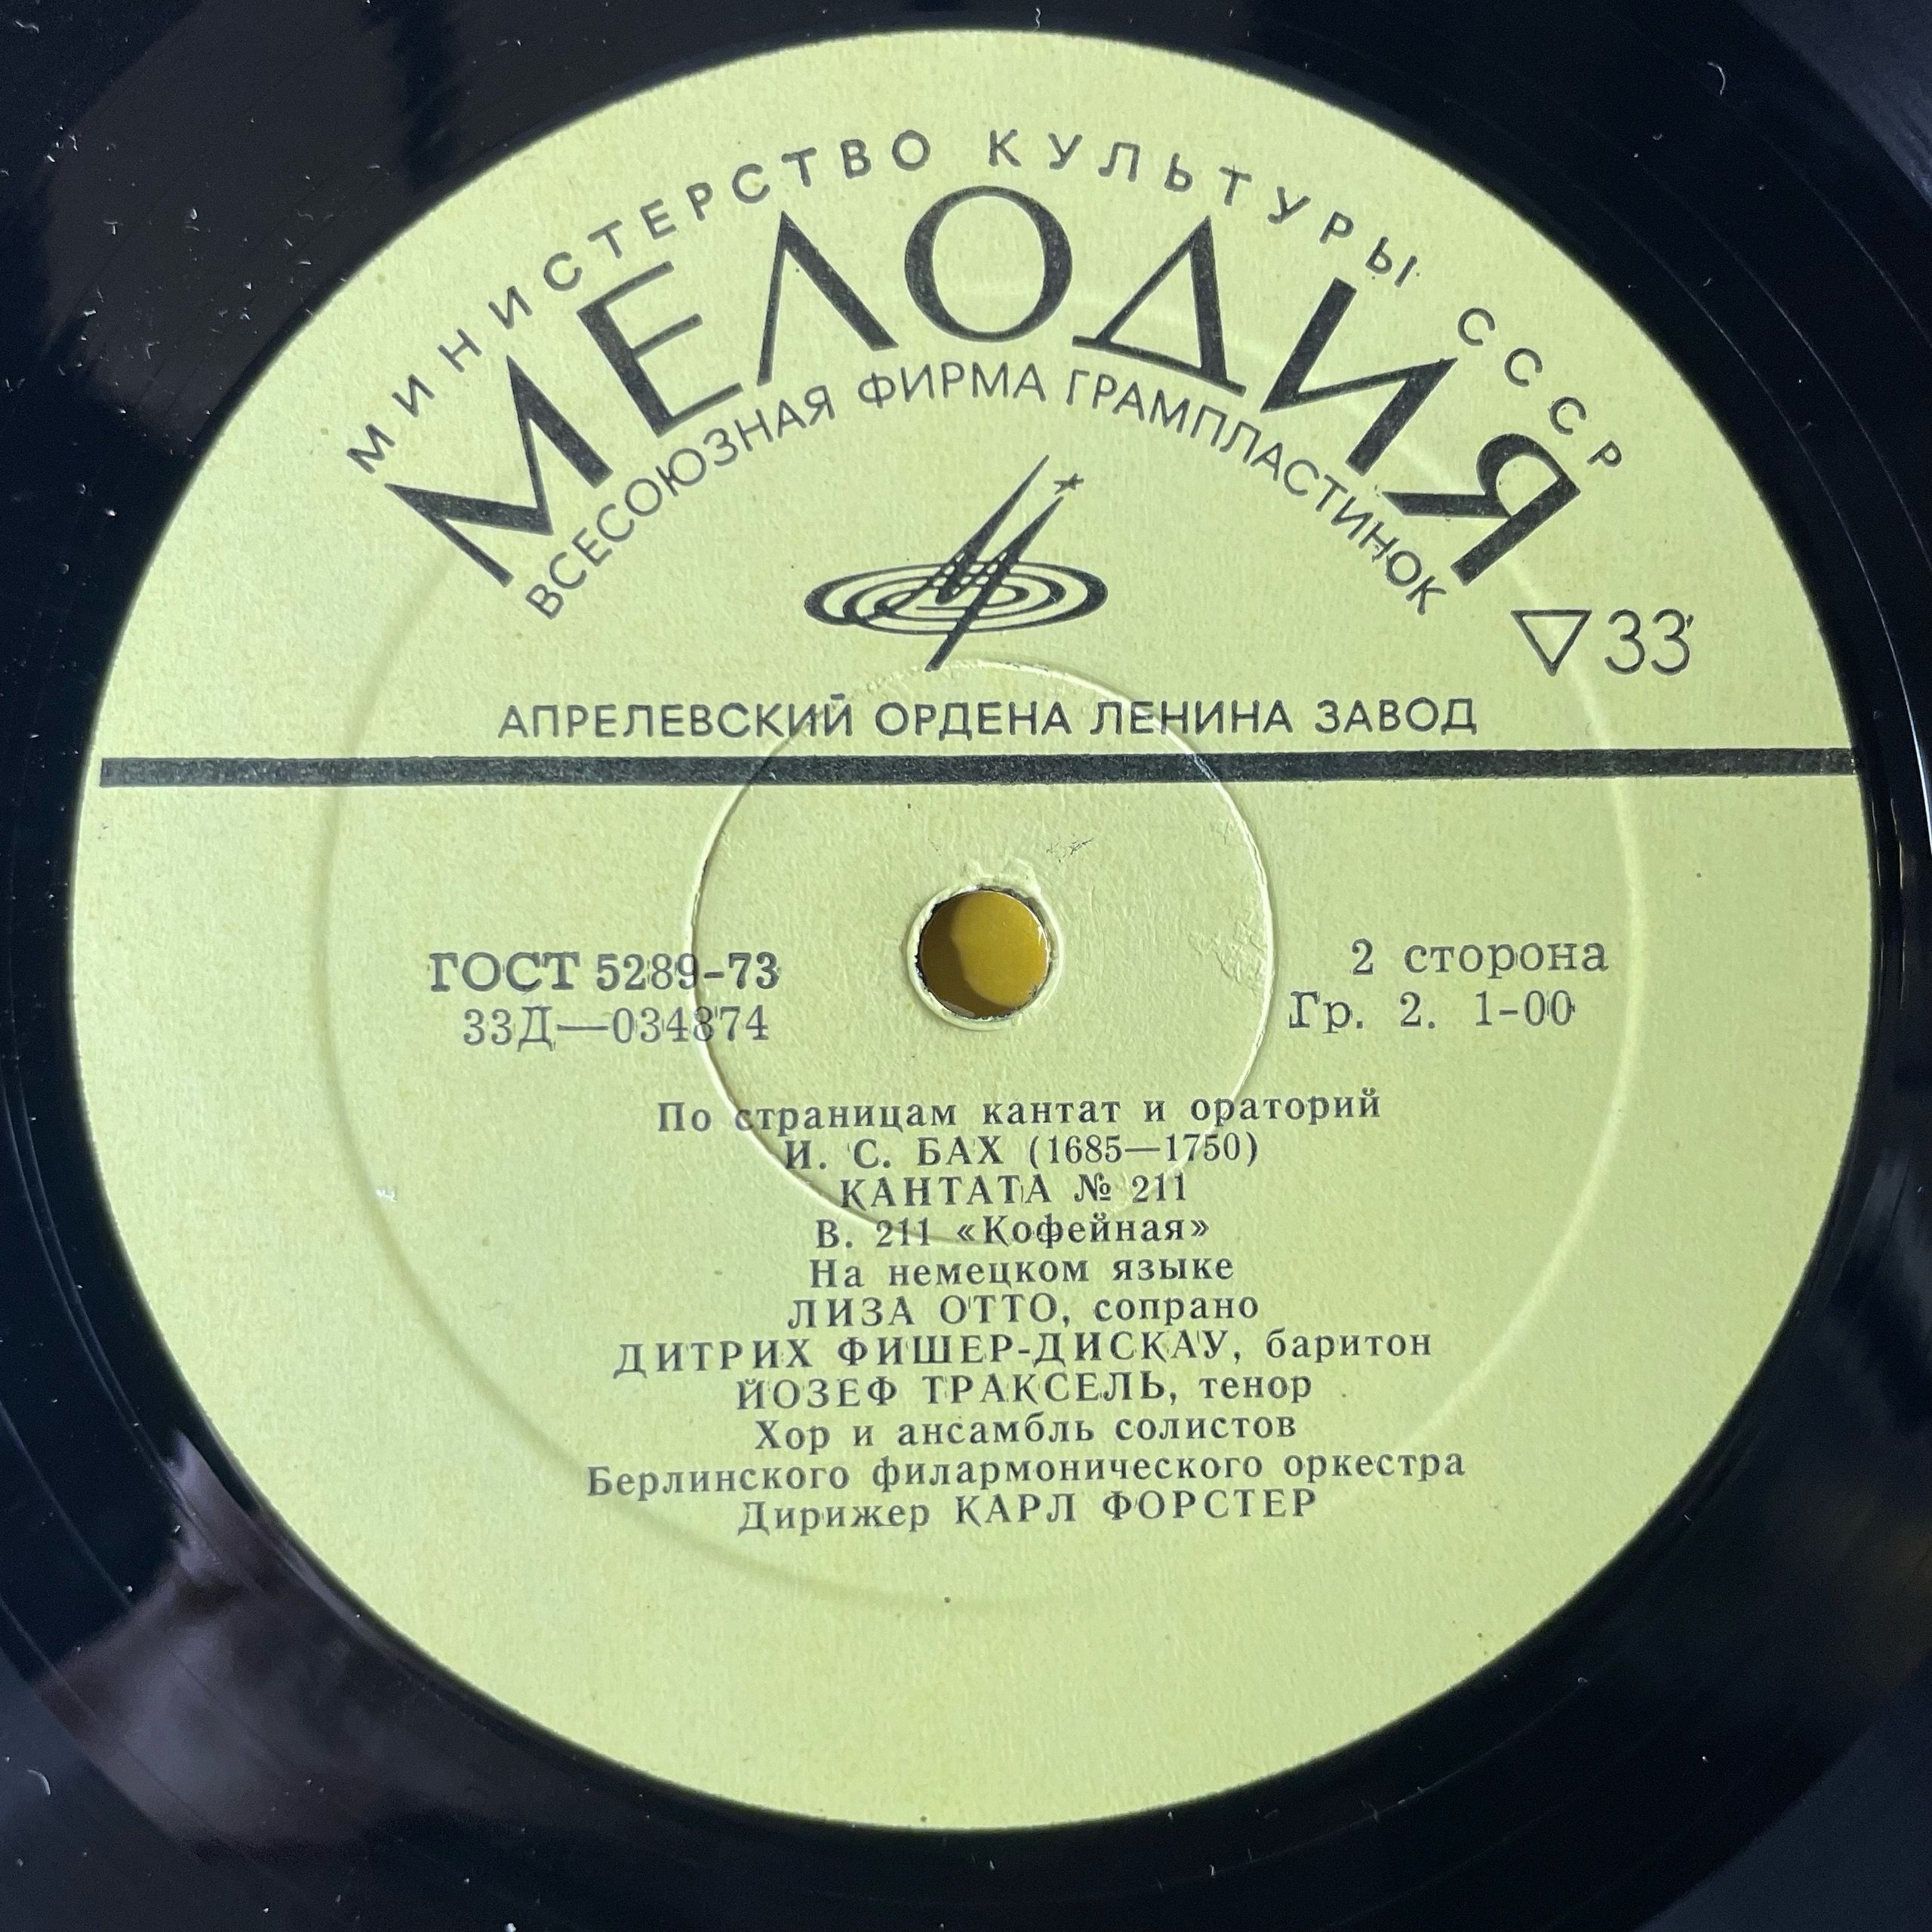 МИНИСТЕРСТВО КУЛЬТУРЫ СССР
МЕЛОДИЯ
ВСЕСОЮЗНАЯ ФИРМА ГРАМПЛАСТИНОК
▽33
АПРЕЛЕВСКИЙ ОРДЕНА ЛЕНИНА ЗАВОД
ГОСТ 5289-73
33Д—034874
2 сторона
Гр. 2. 1-00
По страницам кантат и ораторий
И. С. БАХ (1685—1750)
КАНТАТА № 211
В. 211 «Кофейная»
На немецком языке
ЛИЗА ОТТО, сопрано
ДИТРИХ ФИШЕР-ДИСКАУ, баритон
ЙОЗЕФ ТРАКСЕЛЬ, тенор
Хор и ансамбль солистов
Берлинского филармонического оркестра
Дирижер КАРЛ ФОРСТЕР